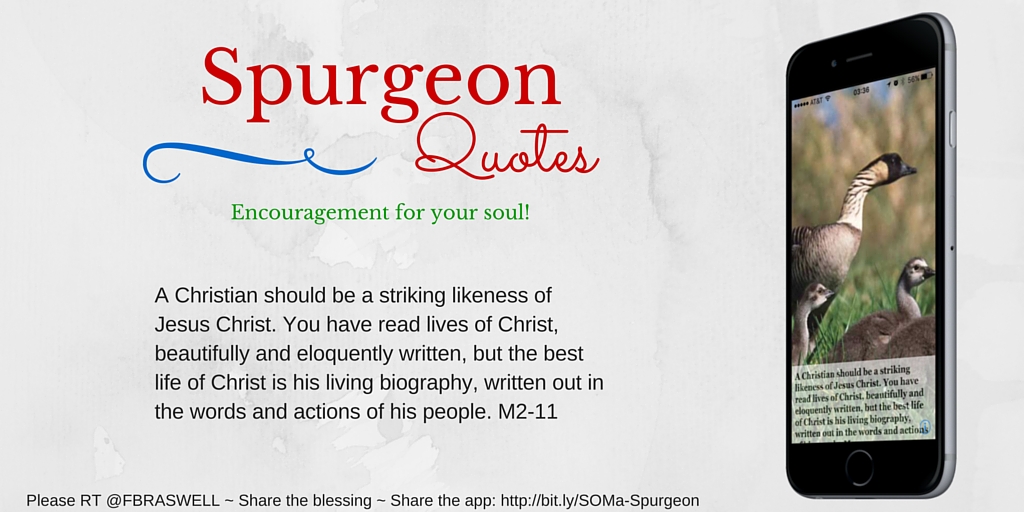 Spurgeon
Quotes
Encouragement for your soul!
A Christian should be a striking likeness of
Jesus Christ. You have read lives of Christ,
beautifully and eloquently written, but the best
life of Christ is his living biography, written out in
the words and actions of his people. M2-11
Please RT @FBRASWELL ~ Share the blessing ~ Share the app: http://bit.ly/SOMa-Spurgeon
AT&T 03:36 56%
A Christian should be a striking
likeness of Jesus Christ. You have
read lives of Christ, beautifully and
eloquently written, but the best life
of Christ is his living biography,
written out in the words and actions